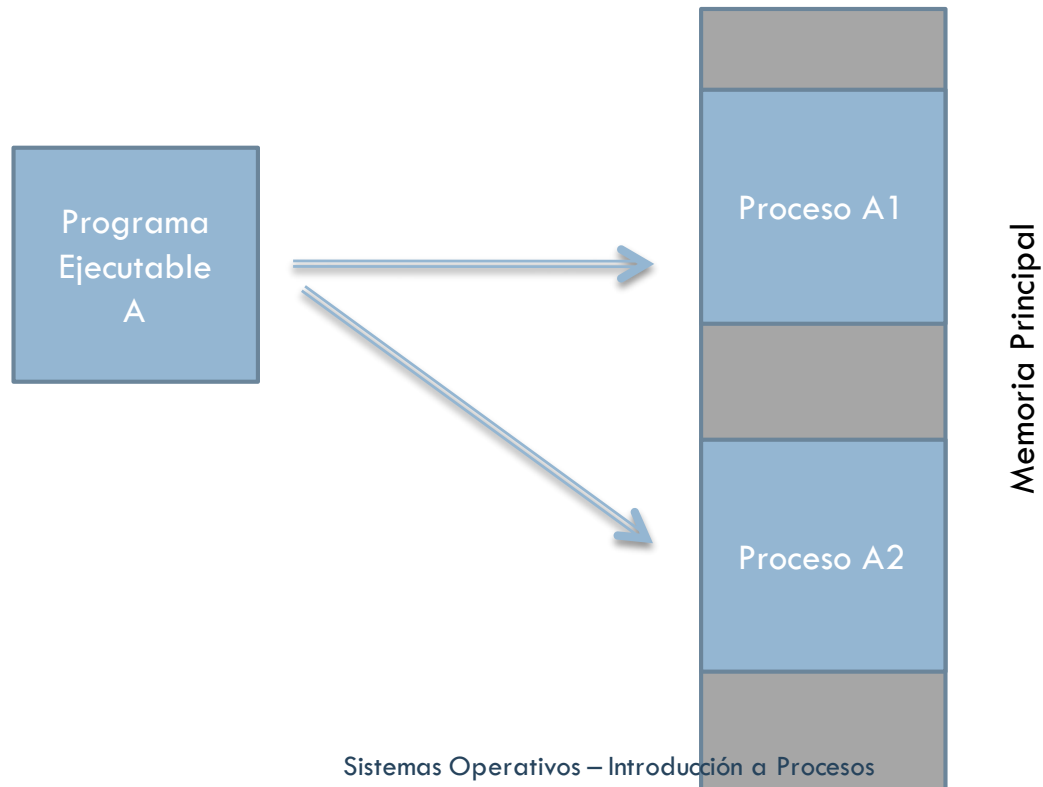 Programa
Ejecutable
A
Proceso A1
Proceso A2
Memoria Principal
Sistemas Operativos – Introducción a Procesos